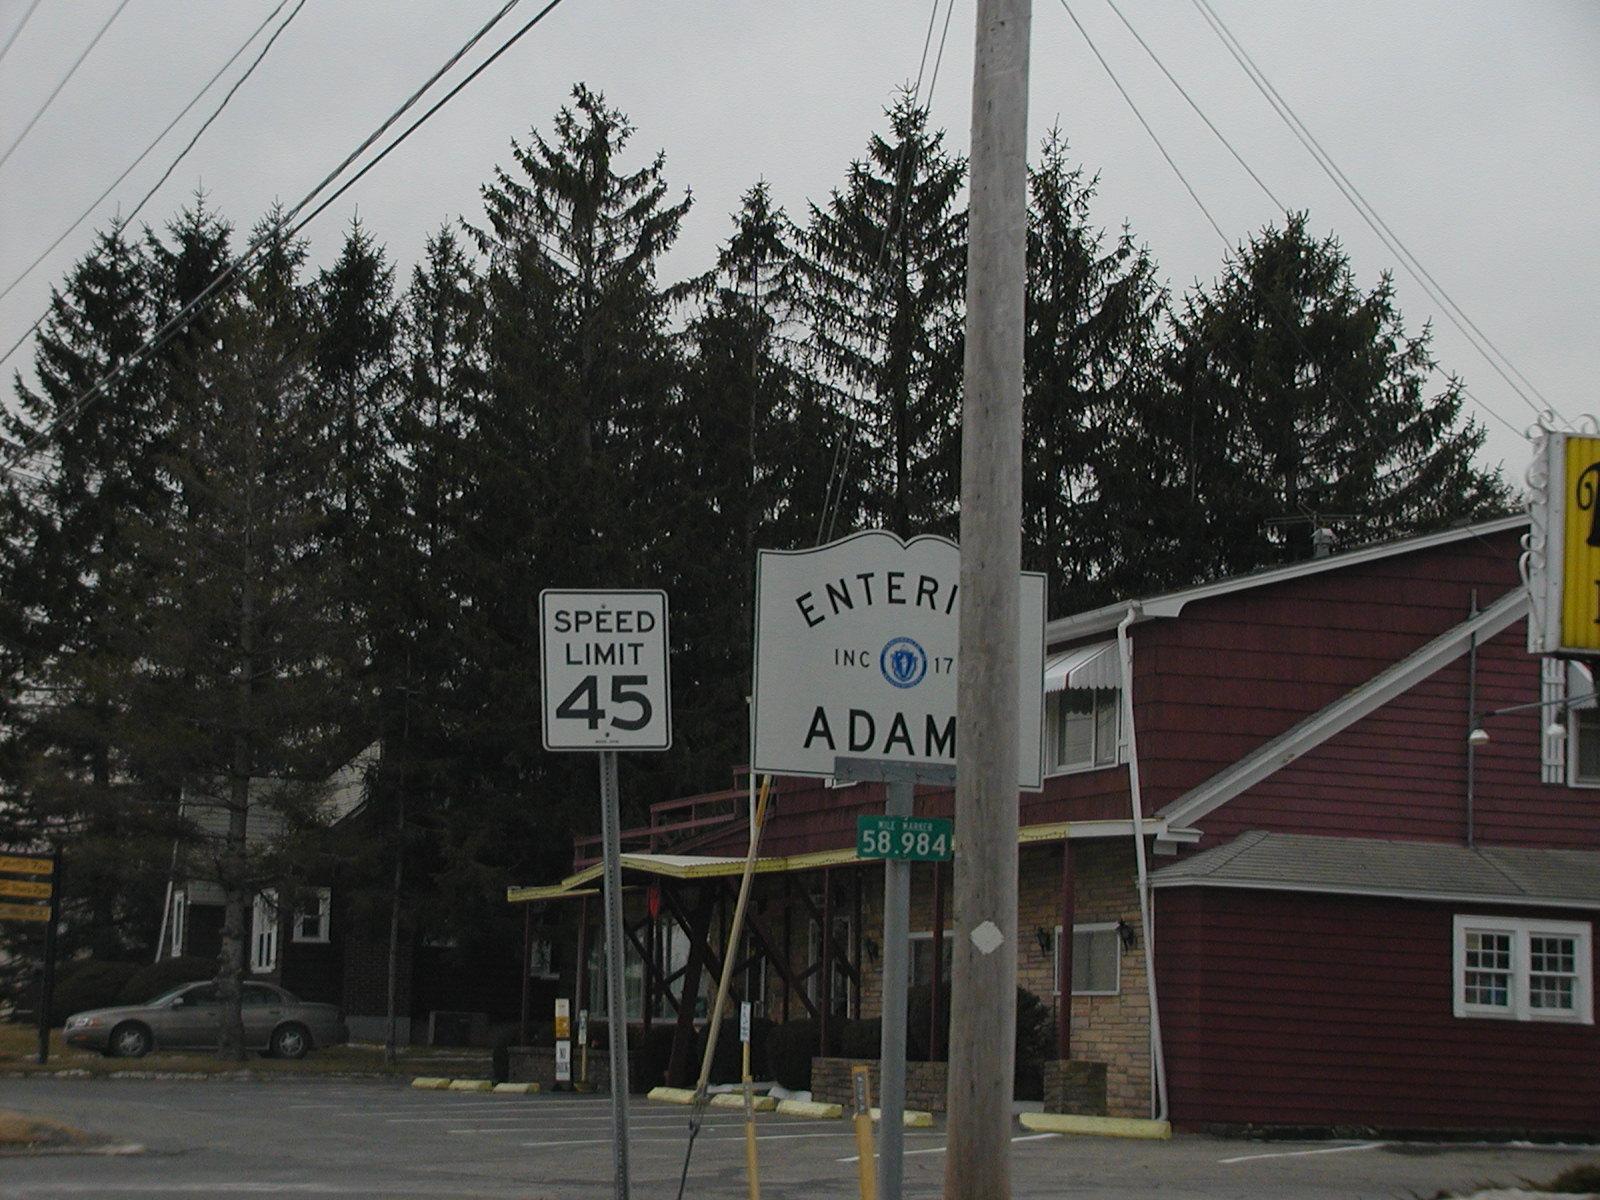 SPEED
LIMIT
45
ENTERI
INC 17
ADAM
MILE MARKER
58.984